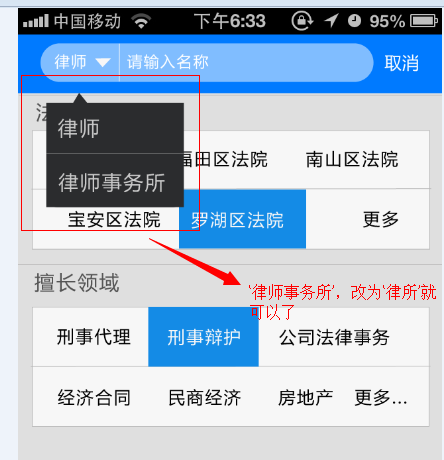 中国移动 下午6:33 95%
律师 请输入名称 取消
法
律师
福田区法院 南山区法院
律师事务所
宝安区法院 罗湖区法院 更多
擅长领域
'律师事务所'，改为'律所'就
可以了
刑事代理 刑事辩护 公司法律事务
经济合同 民商经济 房地产 更多...